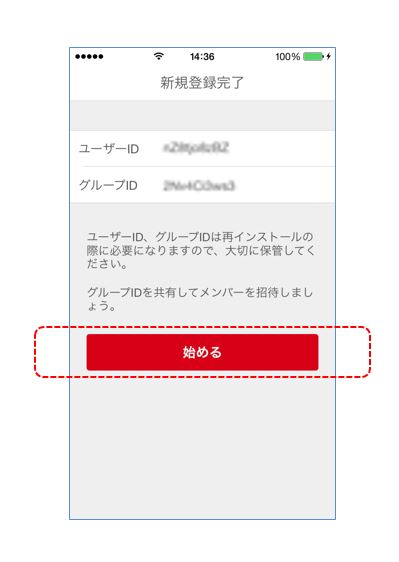 14:36
100%
新規登録完了
ユーザーID
グループID
ユーザーID、グループIDは再インストールの
際に必要になりますので、大切に保管してく
ださい。
グループIDを共有してメンバーを招待しまし
ょう。
始める